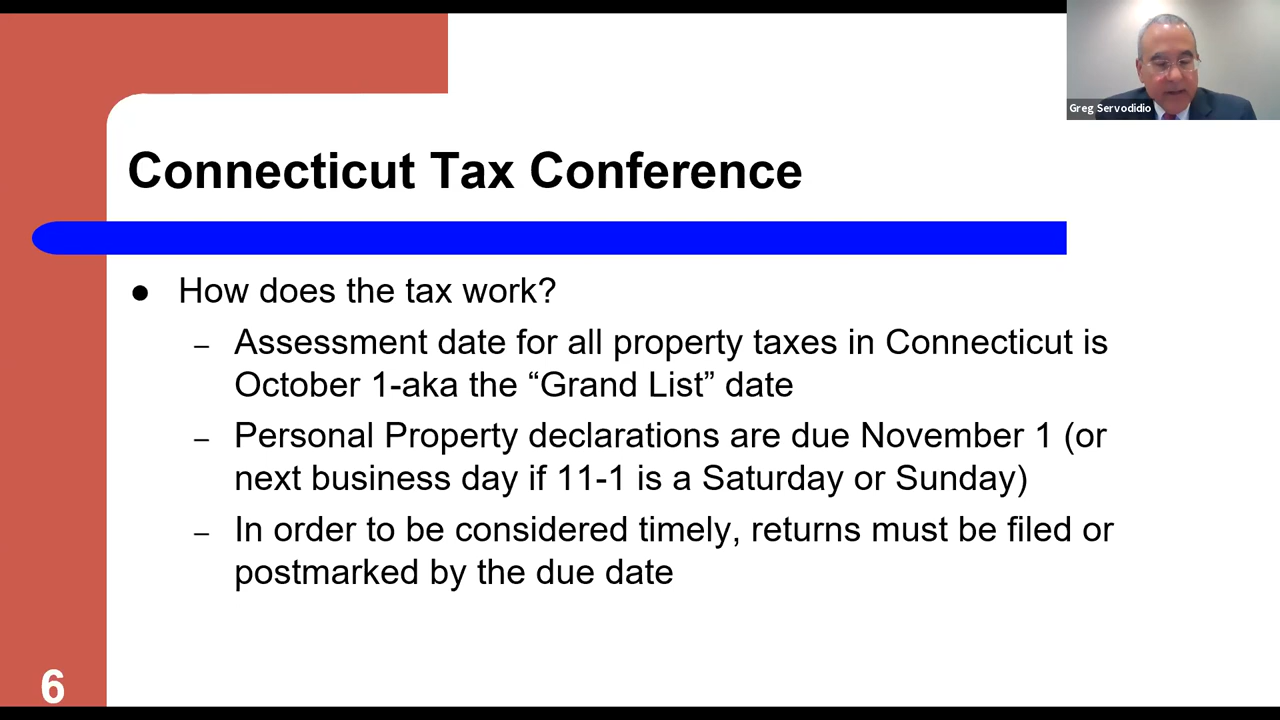 Greg Servodidio
Connecticut Tax Conference
● How does the tax work?
– Assessment date for all property taxes in Connecticut is
October 1-aka the “Grand List” date
– Personal Property declarations are due November 1 (or
next business day if 11-1 is a Saturday or Sunday)
– In order to be considered timely, returns must be filed or
postmarked by the due date
6